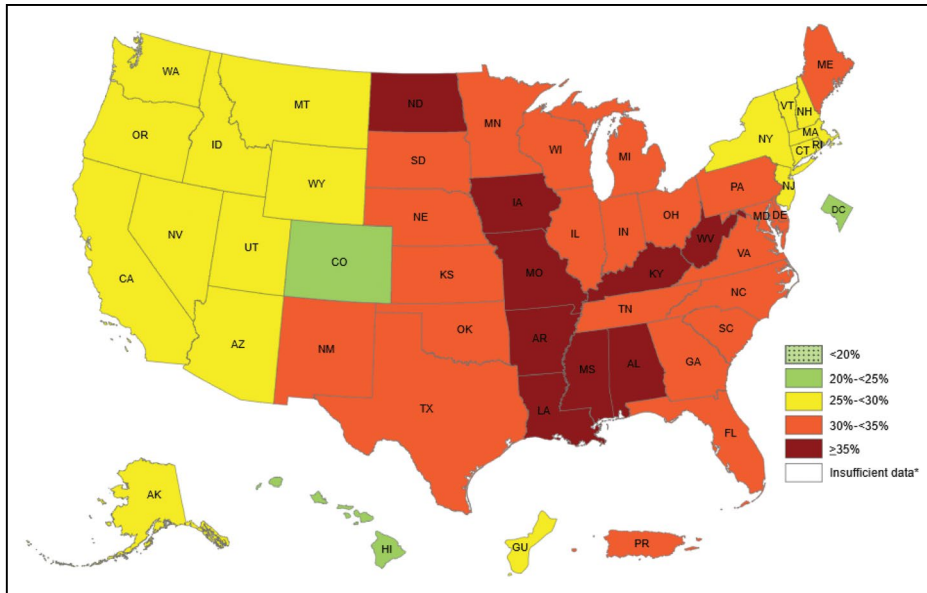 WA
MT
ND
MN
ME
VT
NH
OR
ID
SD
WI
MI
NY
MA
CT
RI
WY
IA
PA
NJ
NE
OH
MD
DE
DC
NV
UT
CO
IL
IN
WV
VA
CA
KS
MO
KY
NC
AZ
NM
OK
AR
TN
SC
MS
AL
GA
TX
LA
FL
<20%
20%-<25%
25%-<30%
30%-<35%
≥35%
Insufficient data*
AK
HI
GU
PR